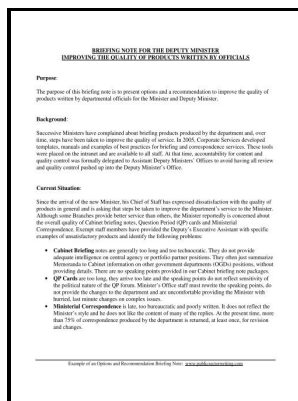 BRIEFING NOTE FOR THE DEPUTY MINISTER
IMPROVING THE QUALITY OF PRODUCTS WRITTEN BY OFFICIALS
Purpose:
The purpose of this briefing note is to present options and a recommendation to improve the quality of
products written by departmental officials for the Minister and Deputy Minister.
Background:
Successive Ministers have complained about briefing products produced by the department and, over
time, steps have been taken to improve the quality of service. In 2005, Corporate Services developed
templates, manuals and examples of best practices for briefing and correspondence services. These tools
were placed on the intranet and are available to all staff. At that time, accountability for content and
quality control was formally delegated to Assistant Deputy Ministers' Offices to avoid having all review
and quality control pushed up into the Deputy Minister's Office.
Current Situation:
Since the arrival of the new Minister, his Chief of Staff has expressed dissatisfaction with the quality of
products in general and is asking that steps be taken to improve the department's service to the Minister.
Although some Branches provide better service than others, the Minister reportedly is concerned about
the overall quality of Cabinet briefing notes, Question Period (QP) cards and Ministerial
Correspondence. Exempt staff members have provided the Deputy's Executive Assistant with specific
examples of unsatisfactory products and identify the following problems:
• Cabinet Briefing notes are generally too long and too technocratic. They do not provide
adequate intelligence on central agency or portfolio partner positions. They often just summarize
Memoranda to Cabinet information on other government departments (OGDs) positions, without
providing details. There are no speaking points provided in our Cabinet briefing note packages.
• QP Cards are too long, they arrive too late and the speaking points do not reflect sensitivity of
the political nature of the QP forum. Minister's Office staff must rewrite the speaking points, do
not provide the changes to the department and are uncomfortable providing the Minister with
hurried, last minute changes on complex issues.
• Ministerial Correspondence is late, too bureaucratic and poorly written. It does not reflect the
Minister's style and he does not like the content of many of the replies. At the present time, more
than 75% of correspondence produced by the department is returned, at least once, for revision
and changes.
Example of an Options and Recommendation Briefing Note: www.publicsectorwriting.com